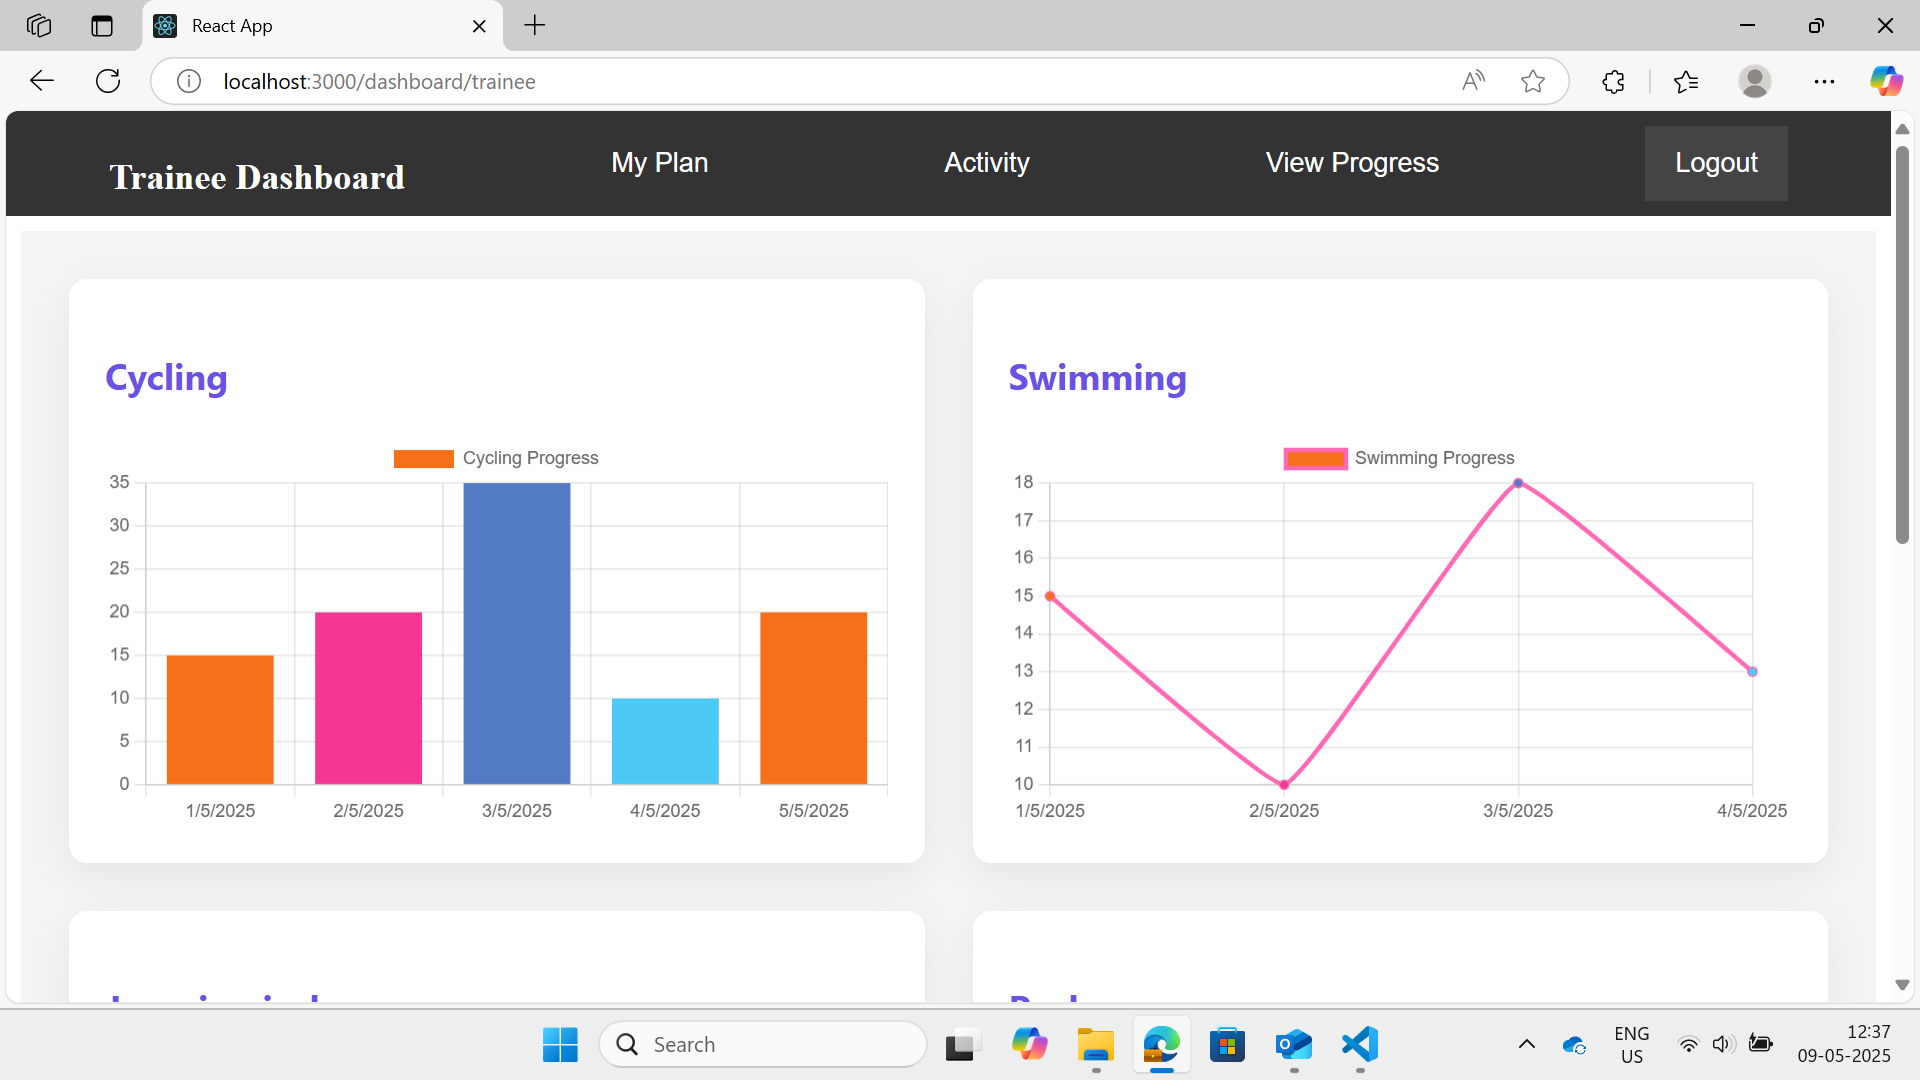 React App
localhost:3000/dashboard/trainee
Trainee Dashboard
My Plan
Activity
View Progress
Logout
Cycling
Cycling Progress
35
30
25
20
15
10
5
0
1/5/2025 2/5/2025 3/5/2025 4/5/2025 5/5/2025
Swimming
Swimming Progress
18
17
16
15
14
13
12
11
10
1/5/2025 2/5/2025 3/5/2025 4/5/2025
Search
ENG
US
12:37
09-05-2025